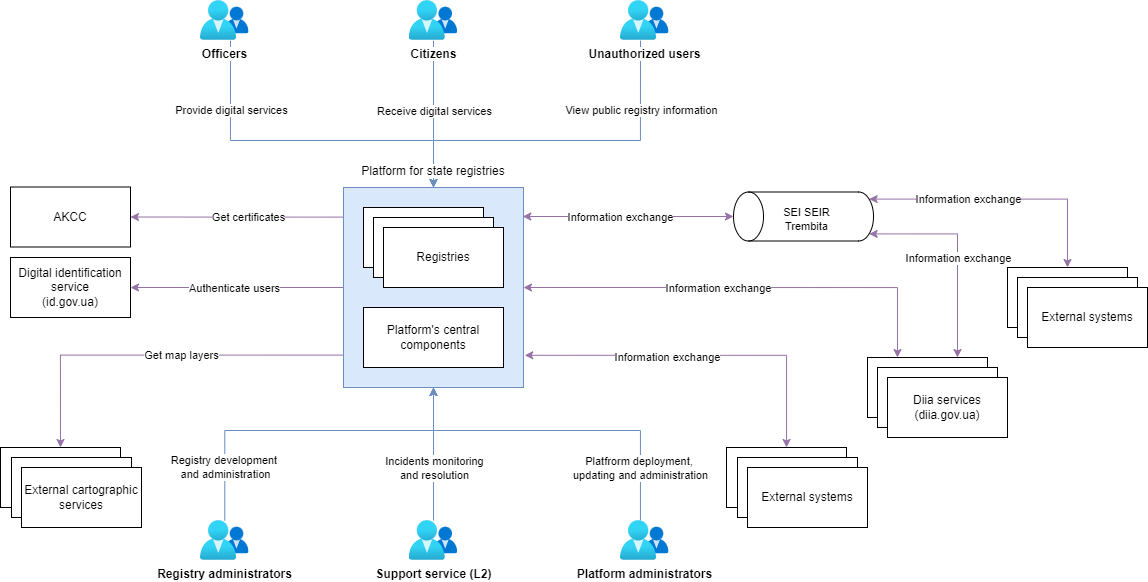 Officers
Citizens
Unauthorized users
Provide digital services
Receive digital services
View public registry information
Platform for state registries
AKCC
Get certificates
Information exchange
SEI SEIR
Trembita
Information exchange
Registries
Digital identification
service
(id.gov.ua)
Authenticate users
Information exchange
Information exchange
External systems
Platform's central
components
Get map layers
Information exchange
Diia services
(diia.gov.ua)
External cartographic
services
Registry development
and administration
Incidents monitoring
and resolution
Platfrorm deployment,
updating and administration
External systems
Registry administrators
Support service (L2)
Platform administrators